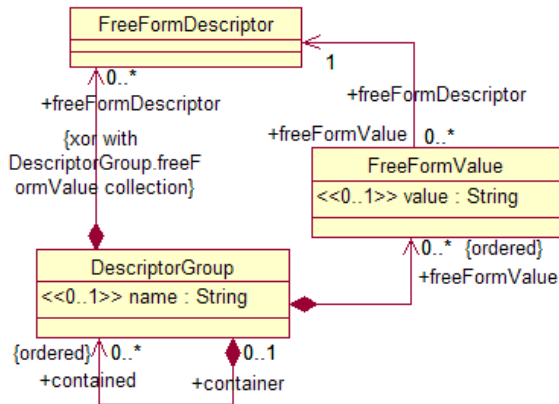 FreeFormDescriptor
0..*
1
+freeFormDescriptor
+freeFormDescriptor
{xor with
DescriptorGroup.freeF
ormValue collection}
+freeFormValue
0..*
FreeFormValue
<<0..1>> value : String
0..*
{ordered}
+freeFormValue
DescriptorGroup
<<0..1>> name : String
{ordered}
0..*
0..1
+contained
+container